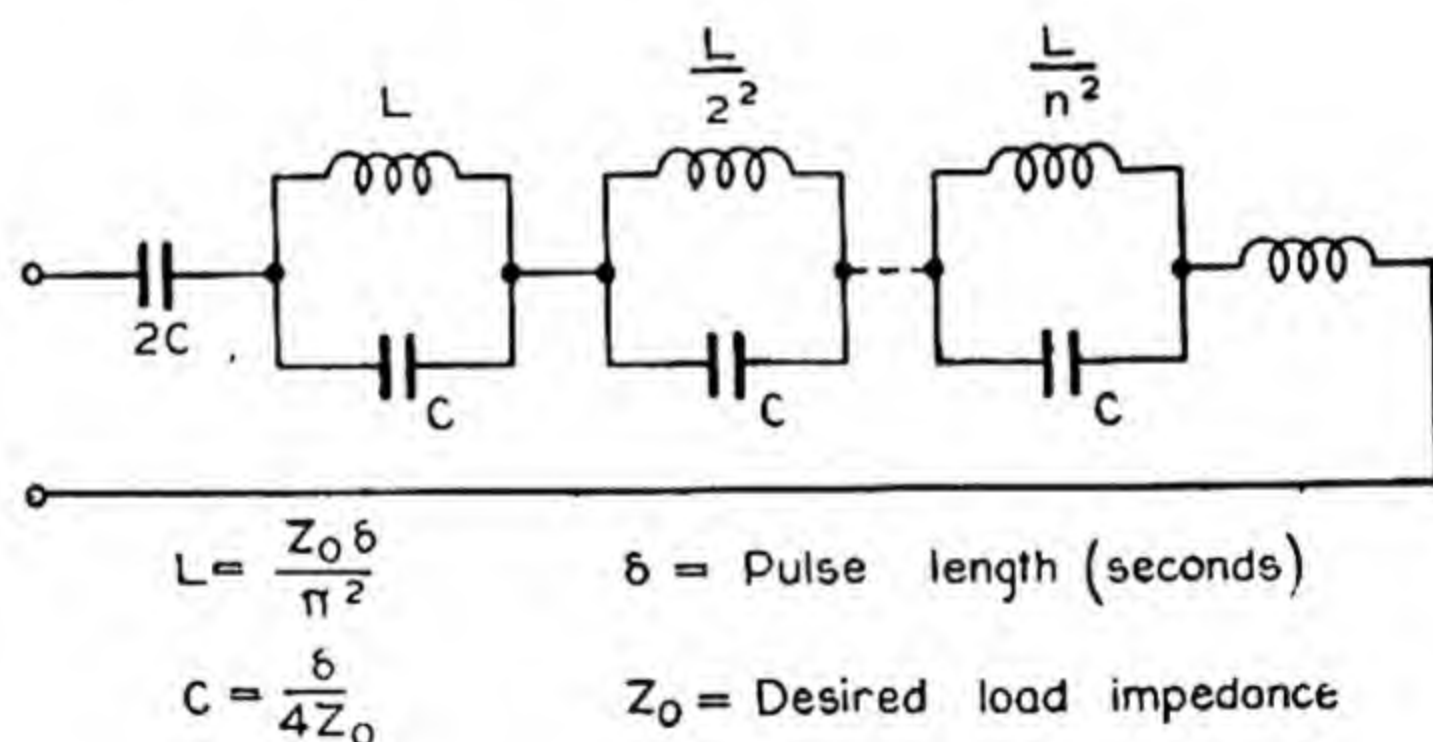 L
L/2²
L/n²
2C
C
C
C
L = Z₀δ/π²
δ = Pulse length (seconds)
C = δ/4Z₀
Z₀ = Desired load impedance